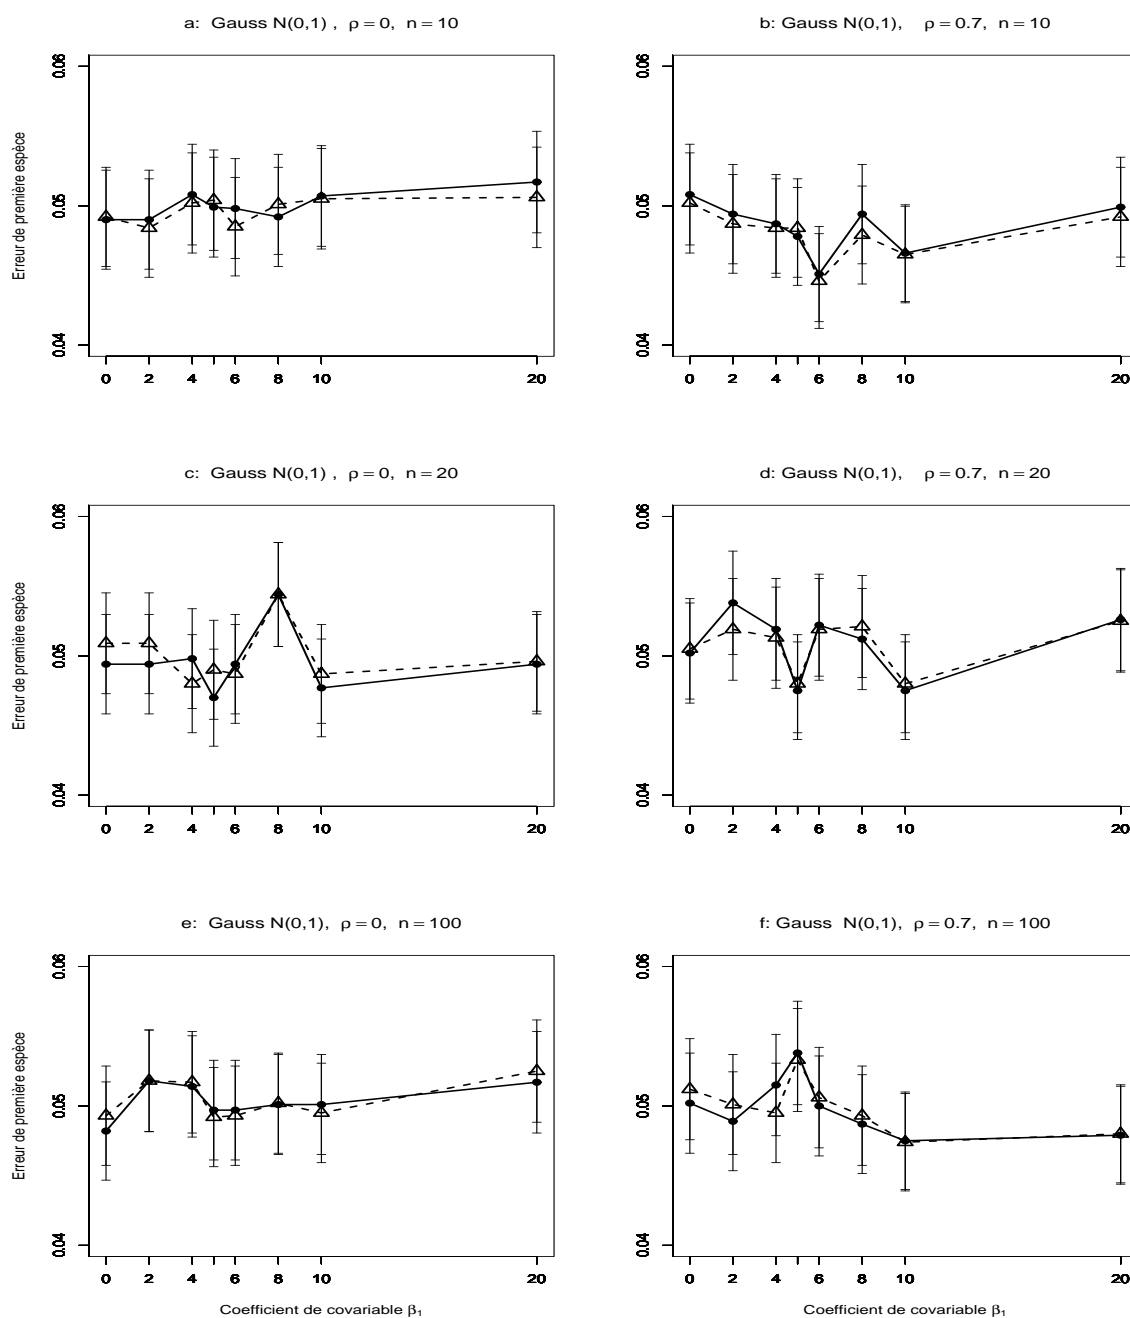 a: Gauss N(0,1) , ρ = 0, n = 10
Erreur de première espèce
0.06
0.05
0.04
0 2 4 6 8 10 20
b: Gauss N(0,1), ρ = 0.7, n = 10
0.06
0.05
0.04
0 2 4 6 8 10 20
c: Gauss N(0,1) , ρ = 0, n = 20
Erreur de première espèce
0.06
0.05
0.04
0 2 4 6 8 10 20
d: Gauss N(0,1), ρ = 0.7, n = 20
0.06
0.05
0.04
0 2 4 6 8 10 20
e: Gauss N(0,1), ρ = 0, n = 100
Erreur de première espèce
0.06
0.05
0.04
0 2 4 6 8 10 20
Coefficient de covariable β₁
f: Gauss N(0,1), ρ = 0.7, n = 100
0.06
0.05
0.04
0 2 4 6 8 10 20
Coefficient de covariable β₁